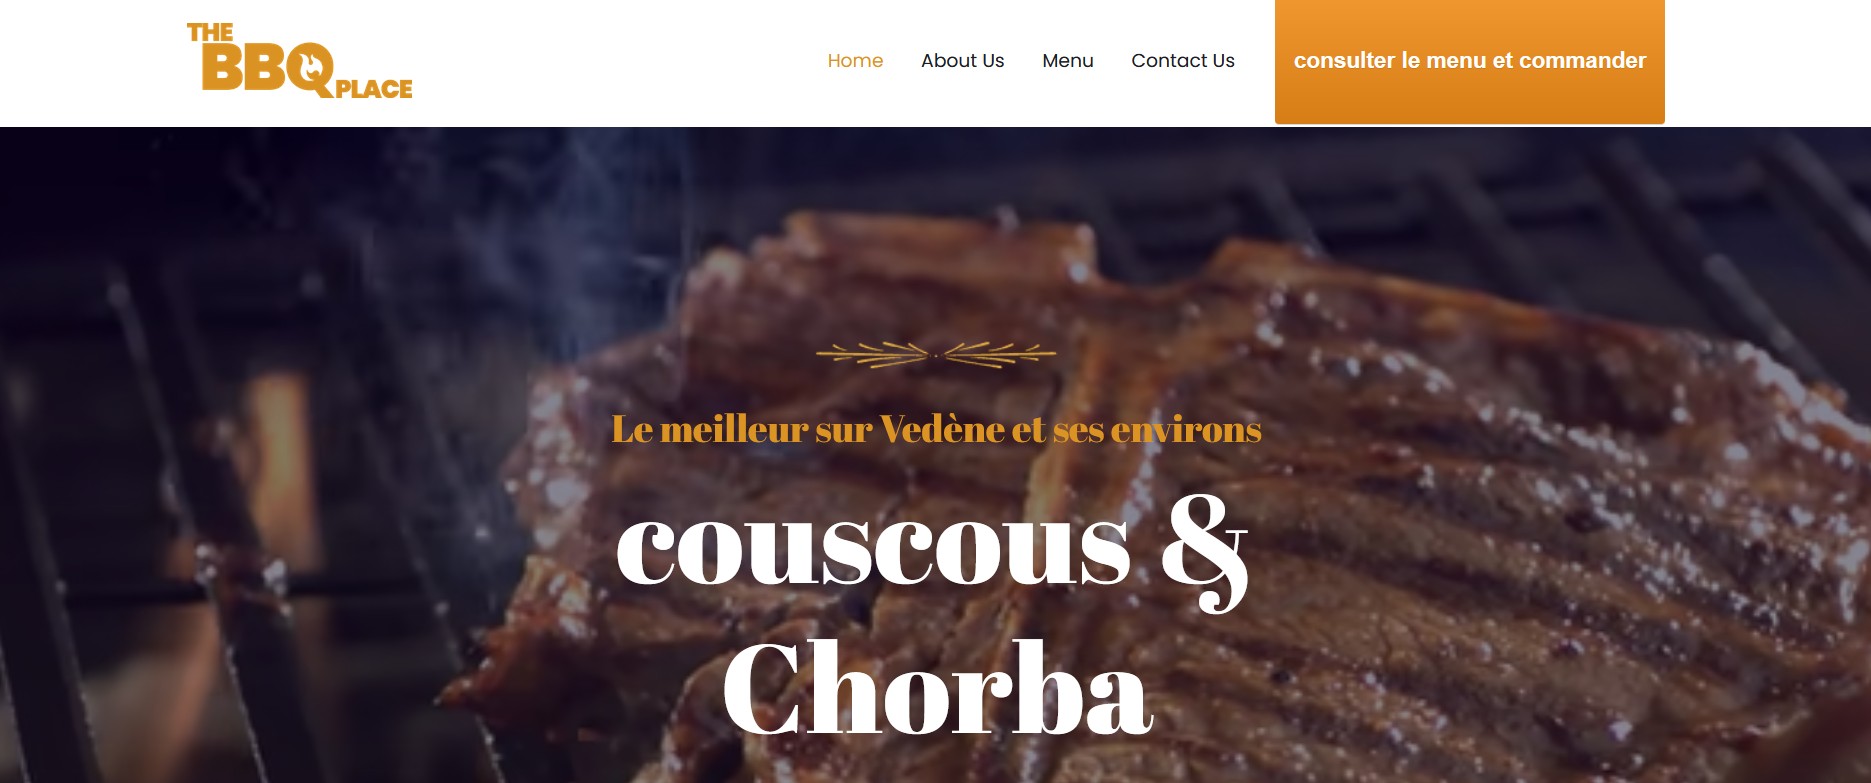 THE
BBQ PLACE
Home
About Us
Menu
Contact Us
consulter le menu et commander
Le meilleur sur Vedène et ses environs
couscous &
Chorba